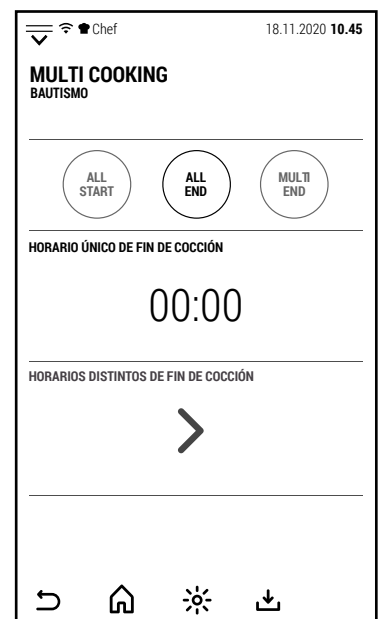 Chef 18.11.2020 10.45
MULTI COOKING
BAUTISMO
ALL START
ALL END
MULTI END
HORARIO ÚNICO DE FIN DE COCCIÓN
00:00
HORARIOS DISTINTOS DE FIN DE COCCIÓN